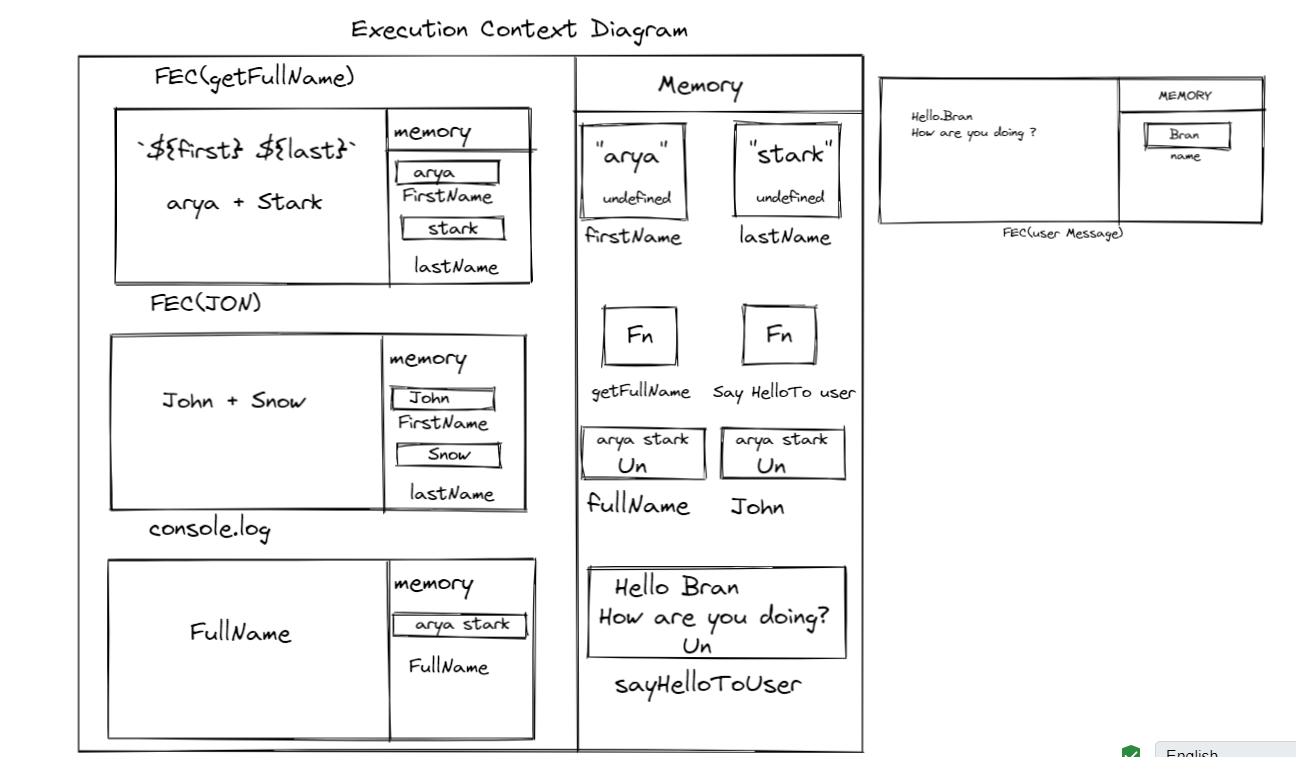 Execution Context Diagram
FEC(getFullName)
`${first} ${last}`
arya + Stark
memory
arya
FirstName
stark
lastName
FEC(JON)
John + Snow
memory
John
FirstName
Snow
lastName
console.log
FullName
memory
arya stark
FullName
Memory
"arya"
undefined
firstName
"stark"
undefined
lastName
Fn
getFullName
Fn
Say HelloTo user
arya stark
Un
fullName
arya stark
Un
John
Hello Bran
How are you doing?
Un
sayHelloToUser
Hello.Bran
How are you doing ?
MEMORY
Bran
name
FEC(user Message)
English